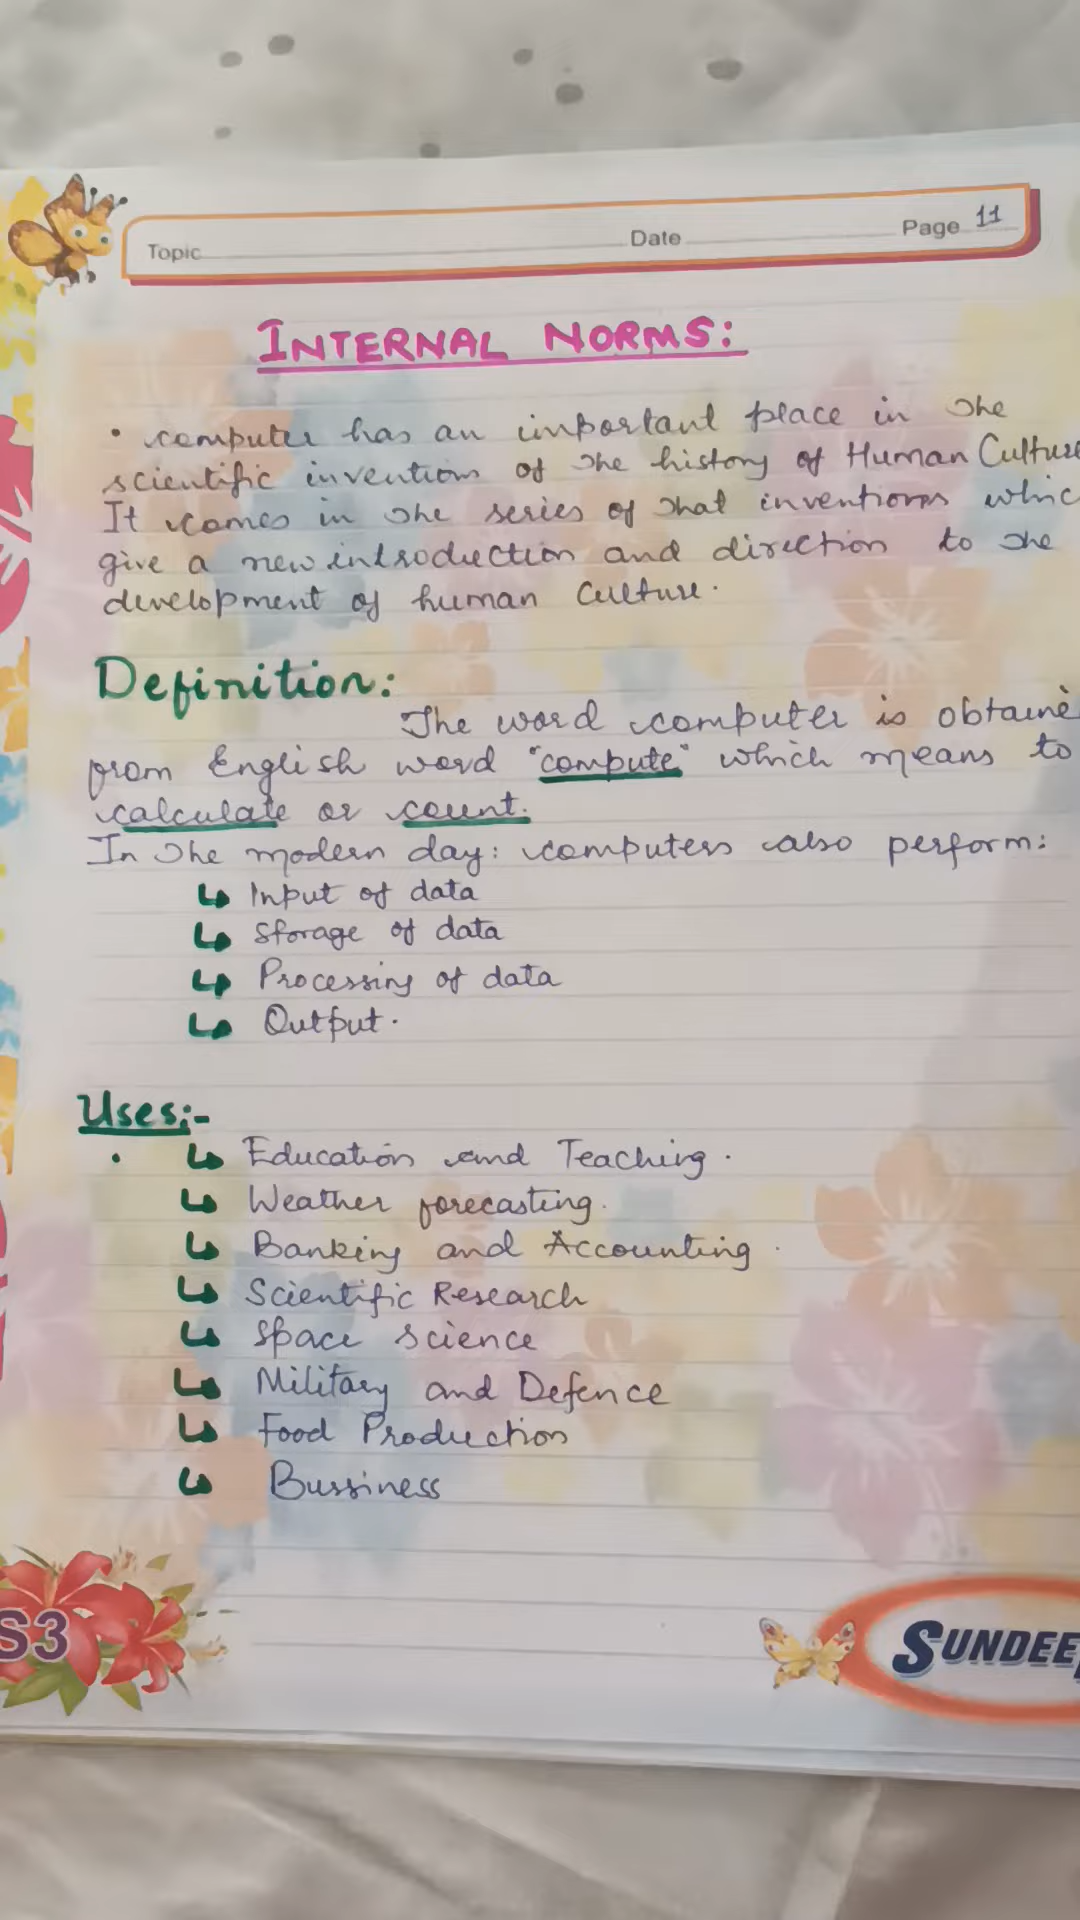 Topic Date Page 11
INTERNAL NORMS:
• computer has an important place in the
scientific invention of the history of Human Culture
It comes in the series of that inventions whic
give a new introduction and direction to the
development of human Culture.
Definition:
The word computer is obtaine
from English word "compute" which means to
calculate or count.
In the modern day: computers also perform:
↳ Input of data
↳ Storage of data
↳ Processing of data
↳ Output.
Uses:-
• ↳ Education and Teaching.
↳ Weather forecasting.
↳ Banking and Accounting.
↳ Scientific Research
↳ Space science
↳ Military and Defence
↳ Food Production
↳ Bussiness
S3
SUNDEEP